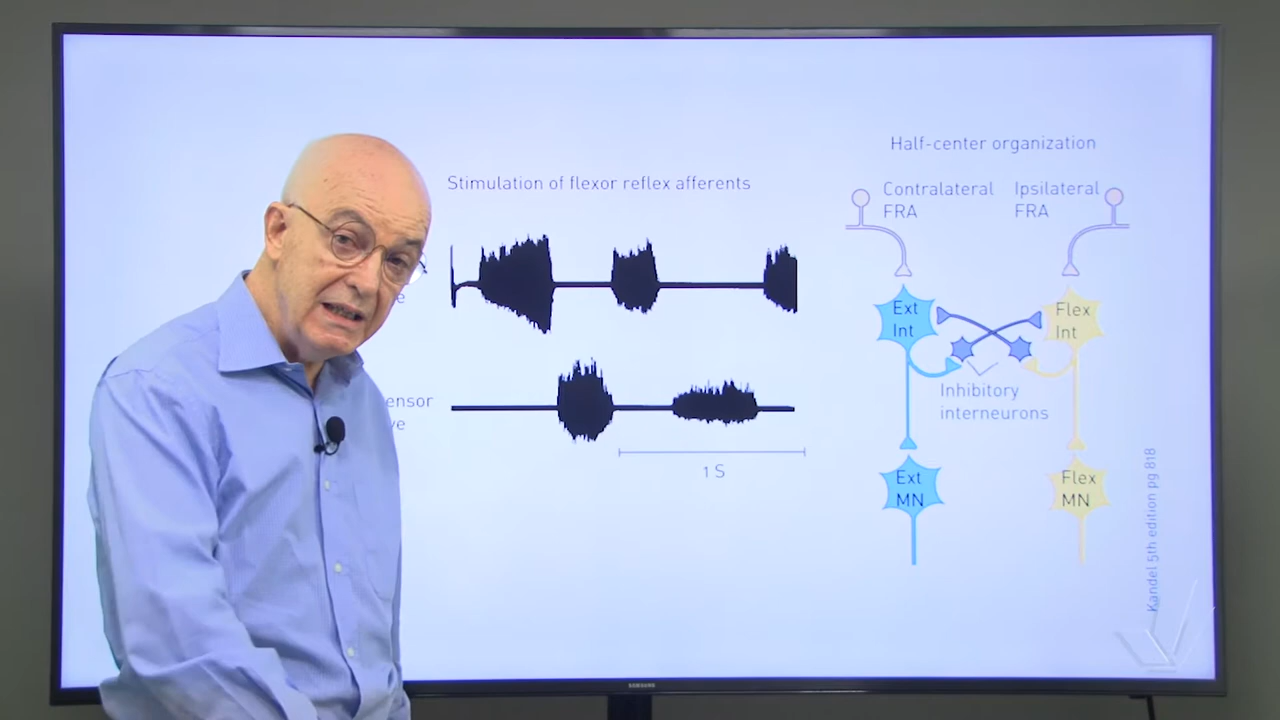 Half-center organization
Stimulation of flexor reflex afferents
Contralateral
FRA
Ipsilateral
FRA
Ext
Int
Flex
Int
Inhibitory
interneurons
1 S
Ext
MN
Flex
MN
Kandel 5th edition pg 818
SAMSUNG